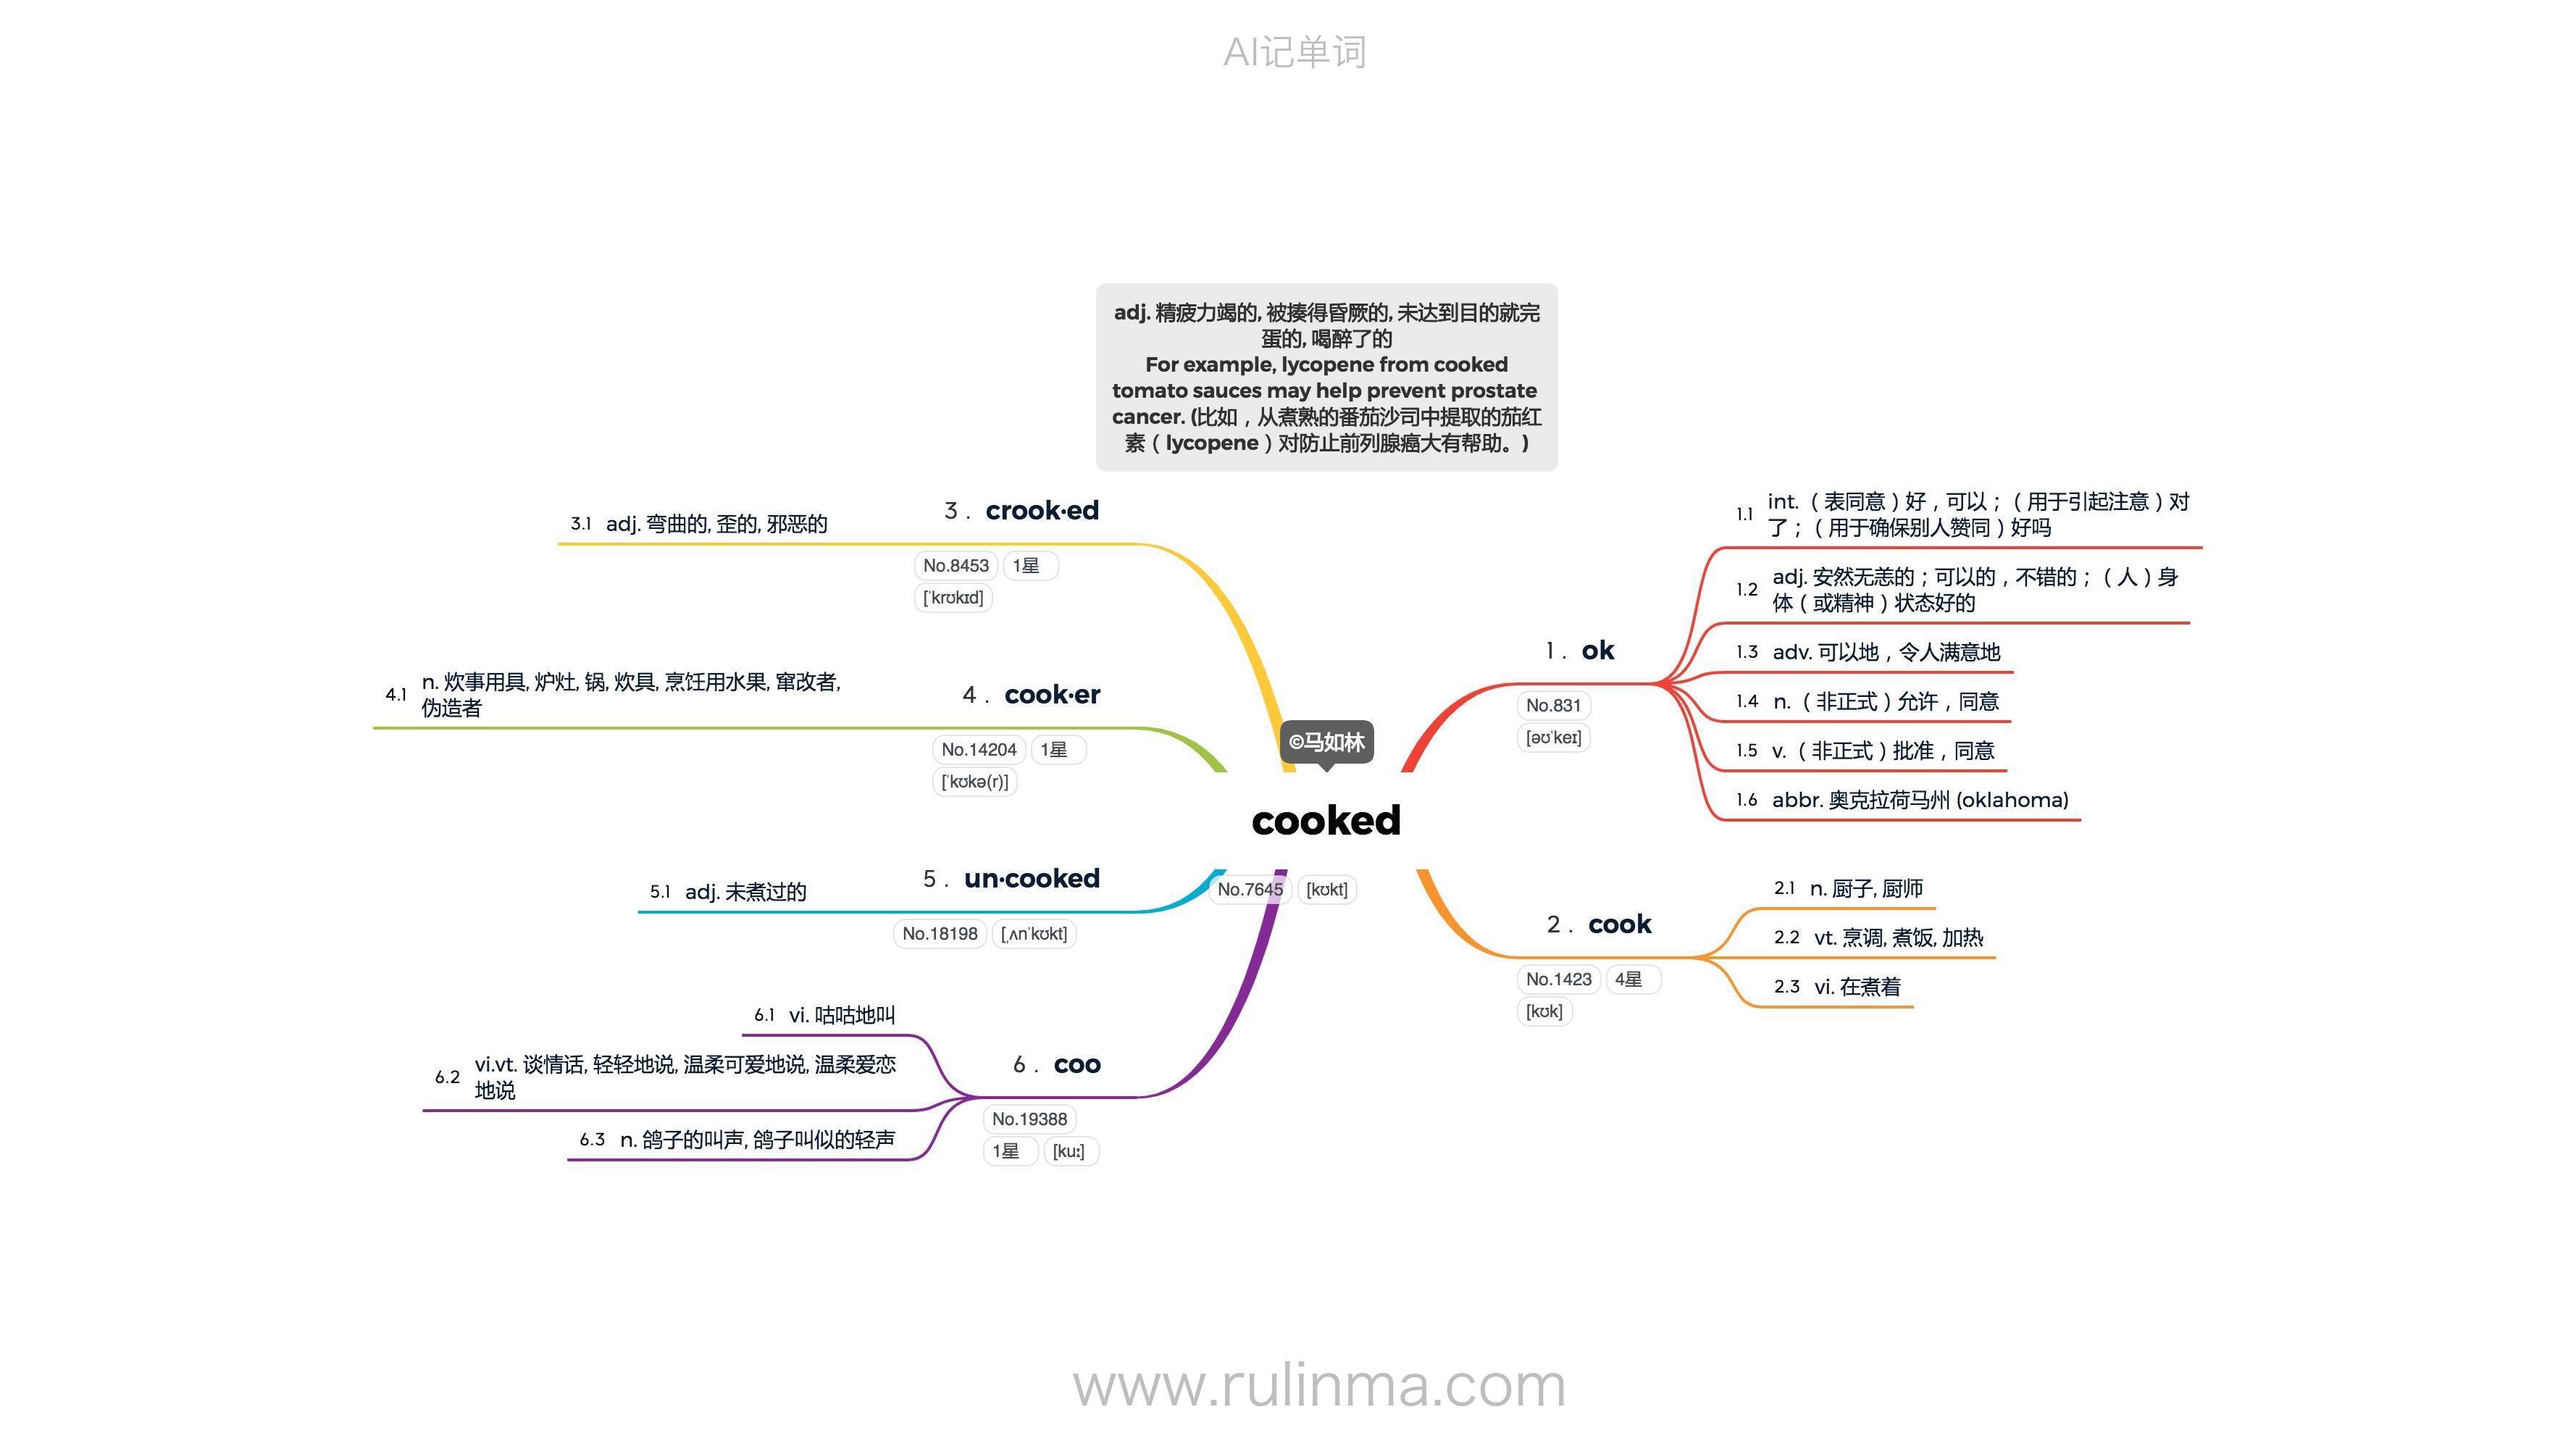 AI记单词
adj. 精疲力竭的, 被揍得昏厥的, 未达到目的就完
蛋的, 喝醉了的
For example, lycopene from cooked
tomato sauces may help prevent prostate
cancer. (比如，从煮熟的番茄沙司中提取的茄红
素（lycopene）对防止前列腺癌大有帮助。)
©马如林
cooked
No.7645 [kʊkt]
1 . ok
No.831
[əʊˈkeɪ]
1.1 int.（表同意）好，可以；（用于引起注意）对
了；（用于确保别人赞同）好吗
1.2 adj. 安然无恙的；可以的，不错的；（人）身
体（或精神）状态好的
1.3 adv. 可以地，令人满意地
1.4 n.（非正式）允许，同意
1.5 v.（非正式）批准，同意
1.6 abbr. 奥克拉荷马州 (oklahoma)
2 . cook
No.1423 4星
[kʊk]
2.1 n. 厨子, 厨师
2.2 vt. 烹调, 煮饭, 加热
2.3 vi. 在煮着
3 . crook·ed
No.8453 1星
[ˈkrʊkɪd]
3.1 adj. 弯曲的, 歪的, 邪恶的
4 . cook·er
No.14204 1星
[ˈkʊkə(r)]
4.1 n. 炊事用具, 炉灶, 锅, 炊具, 烹饪用水果, 窜改者,
伪造者
5 . un·cooked
No.18198 [ˌʌnˈkʊkt]
5.1 adj. 未煮过的
6 . coo
No.19388
1星 [kuː]
6.1 vi. 咕咕地叫
6.2 vi.vt. 谈情话, 轻轻地说, 温柔可爱地说, 温柔爱恋
地说
6.3 n. 鸽子的叫声, 鸽子叫似的轻声
www.rulinma.com